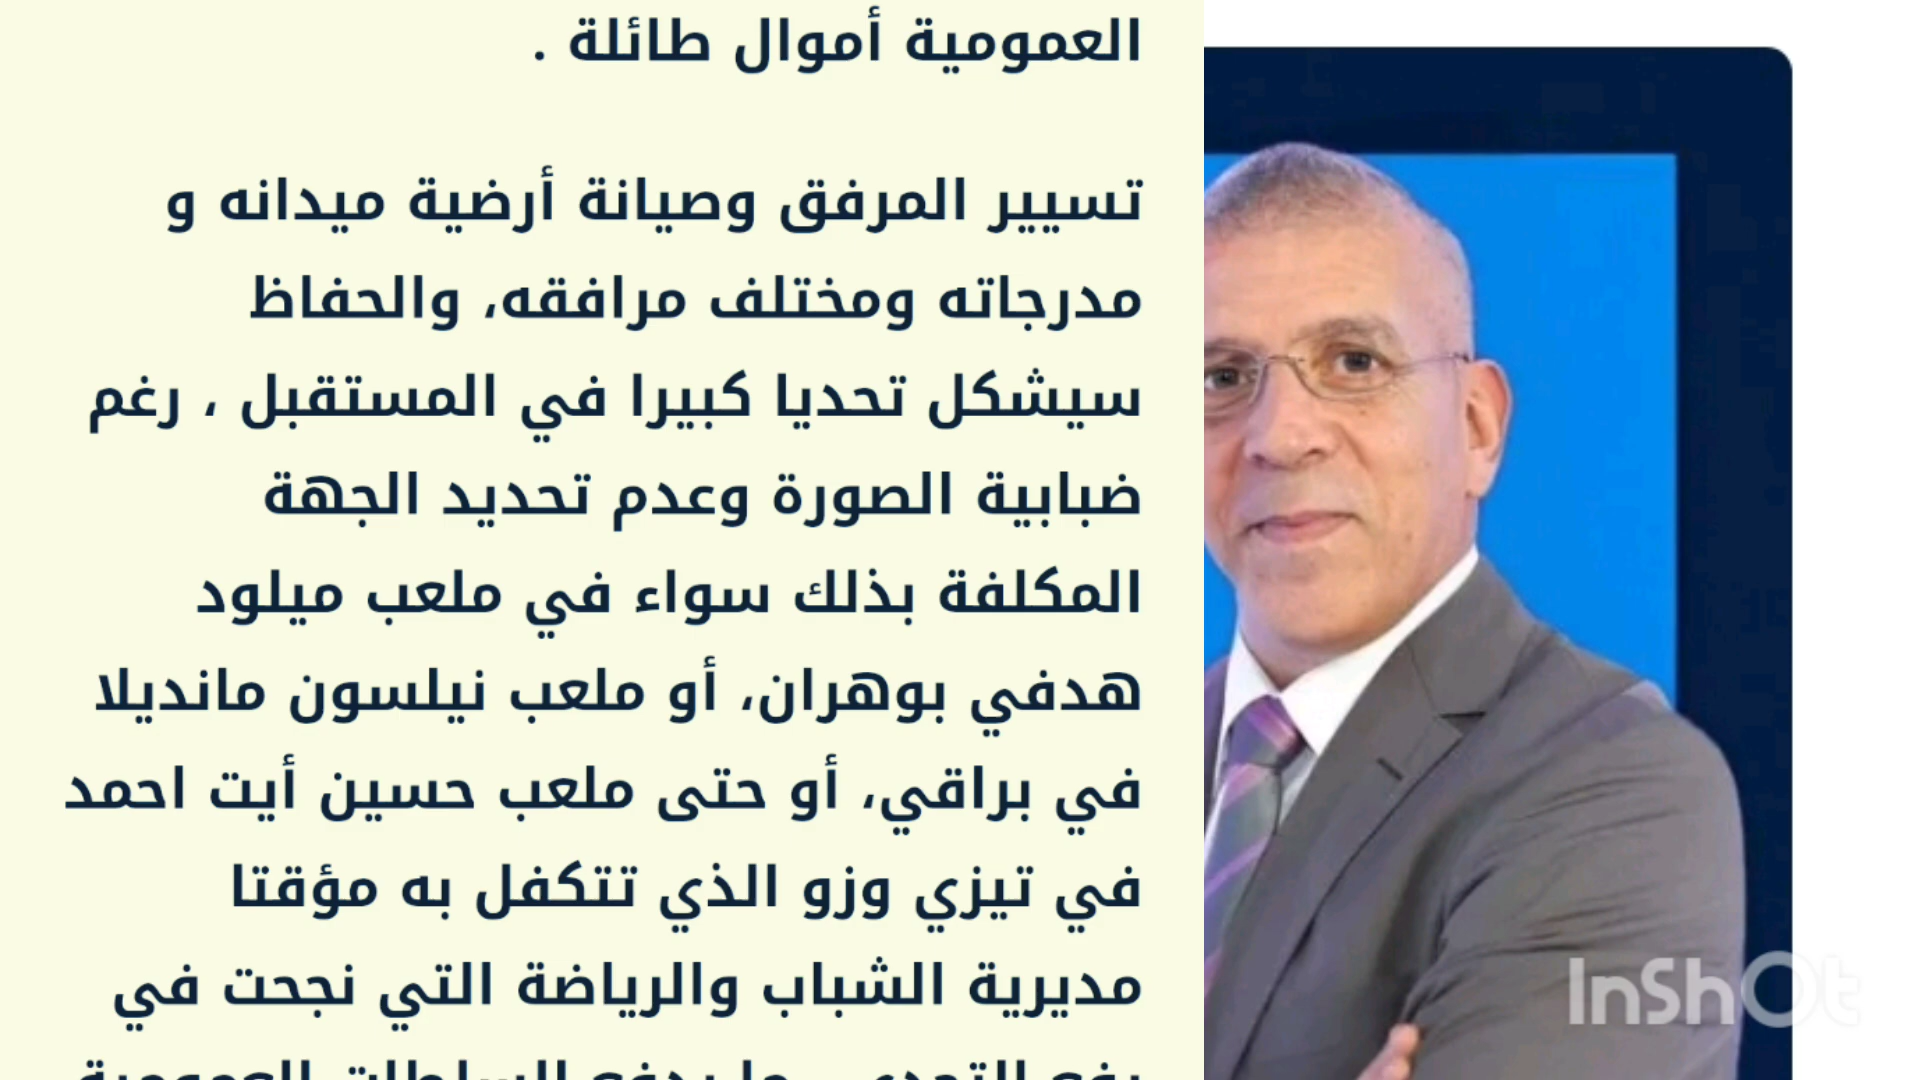 العمومية أموال طائلة .
تسيير المرفق وصيانة أرضية ميدانه و
مدرجاته ومختلف مرافقه، والحفاظ
سيشكل تحديا كبيرا في المستقبل ، رغم
ضبابية الصورة وعدم تحديد الجهة
المكلفة بذلك سواء في ملعب ميلود
هدفي بوهران، أو ملعب نيلسون مانديلا
في براقي، أو حتى ملعب حسين أيت احمد
في تيزي وزو الذي تتكفل به مؤقتا
مديرية الشباب والرياضة التي نجحت في
InShOt